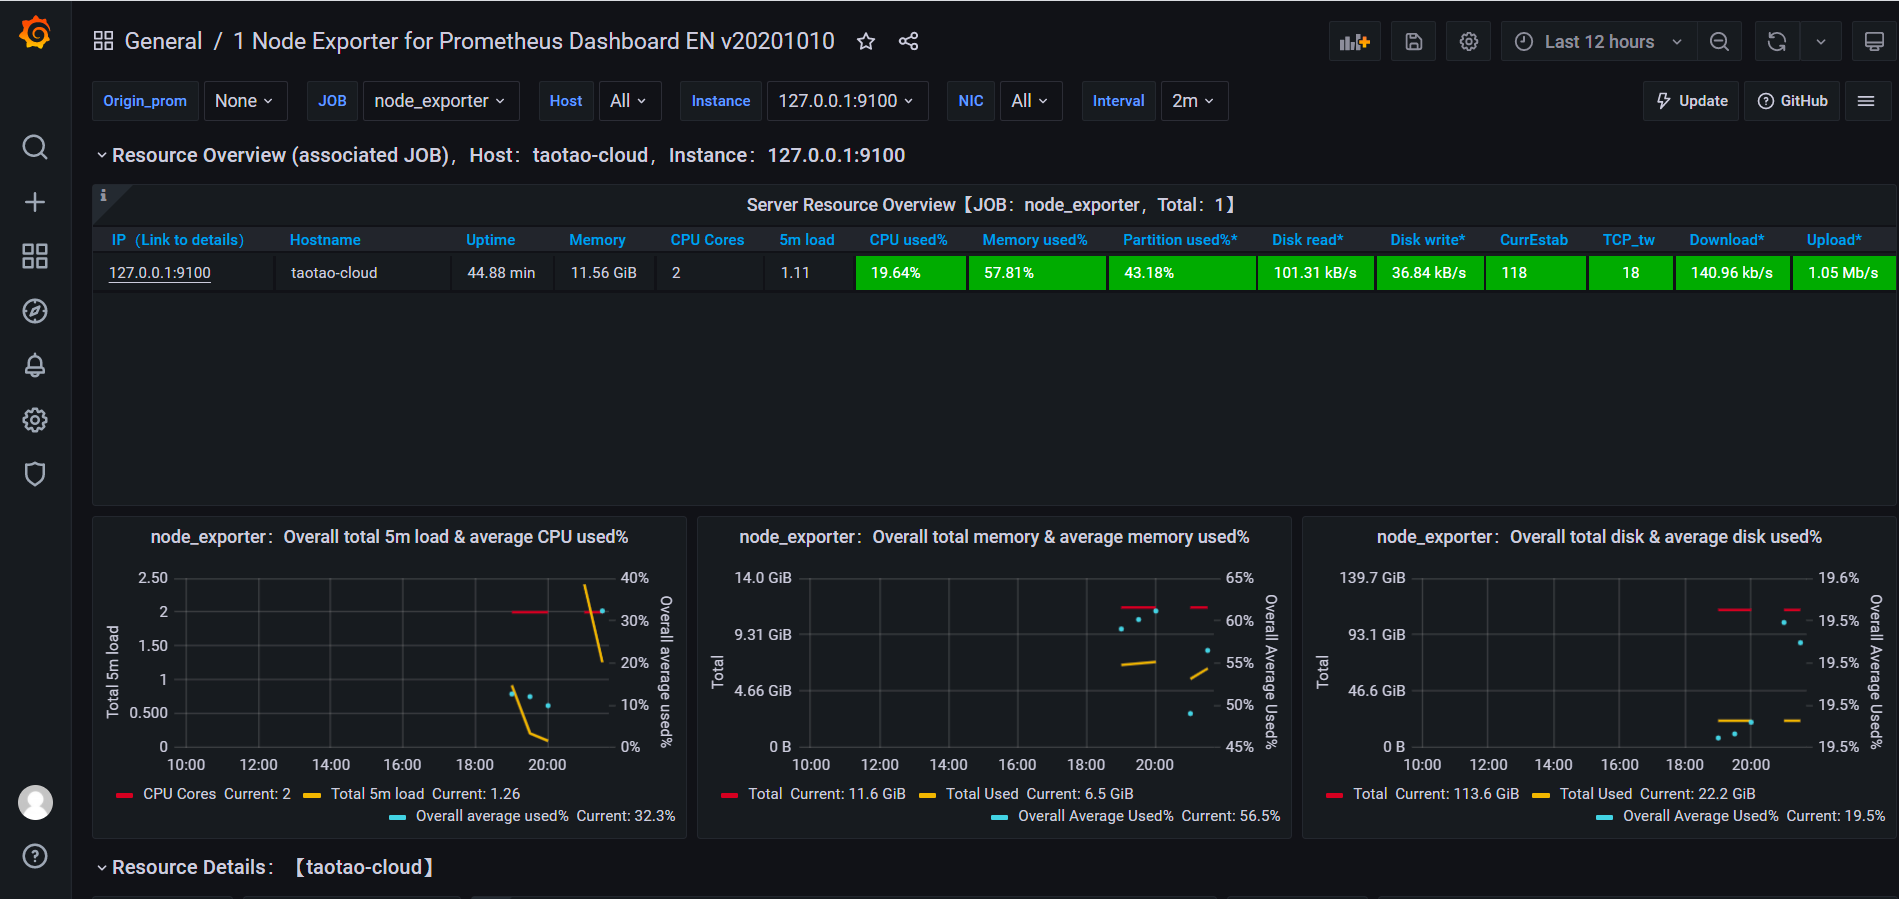 General / 1 Node Exporter for Prometheus Dashboard EN v20201010
Last 12 hours
Origin_prom None JOB node_exporter Host All Instance 127.0.0.1:9100 NIC All Interval 2m Update GitHub
Resource Overview (associated JOB)，Host：taotao-cloud，Instance：127.0.0.1:9100
Server Resource Overview【JOB：node_exporter，Total：1】
IP（Link to details） Hostname Uptime Memory CPU Cores 5m load CPU used% Memory used% Partition used%* Disk read* Disk write* CurrEstab TCP_tw Download* Upload*
127.0.0.1:9100 taotao-cloud 44.88 min 11.56 GiB 2 1.11 19.64% 57.81% 43.18% 101.31 kB/s 36.84 kB/s 118 18 140.96 kb/s 1.05 Mb/s
node_exporter：Overall total 5m load & average CPU used%
2.50
2
1.50
1
0.500
0
Total 5m load
40%
30%
20%
10%
0%
Overall average used%
10:00 12:00 14:00 16:00 18:00 20:00
CPU Cores Current: 2 Total 5m load Current: 1.26
Overall average used% Current: 32.3%
node_exporter：Overall total memory & average memory used%
14.0 GiB
9.31 GiB
4.66 GiB
0 B
Total
65%
60%
55%
50%
45%
Overall Average Used%
10:00 12:00 14:00 16:00 18:00 20:00
Total Current: 11.6 GiB Total Used Current: 6.5 GiB
Overall Average Used% Current: 56.5%
node_exporter：Overall total disk & average disk used%
139.7 GiB
93.1 GiB
46.6 GiB
0 B
Total
19.6%
19.5%
19.5%
19.5%
19.5%
Overall Average Used%
10:00 12:00 14:00 16:00 18:00 20:00
Total Current: 113.6 GiB Total Used Current: 22.2 GiB
Overall Average Used% Current: 19.5%
Resource Details：【taotao-cloud】